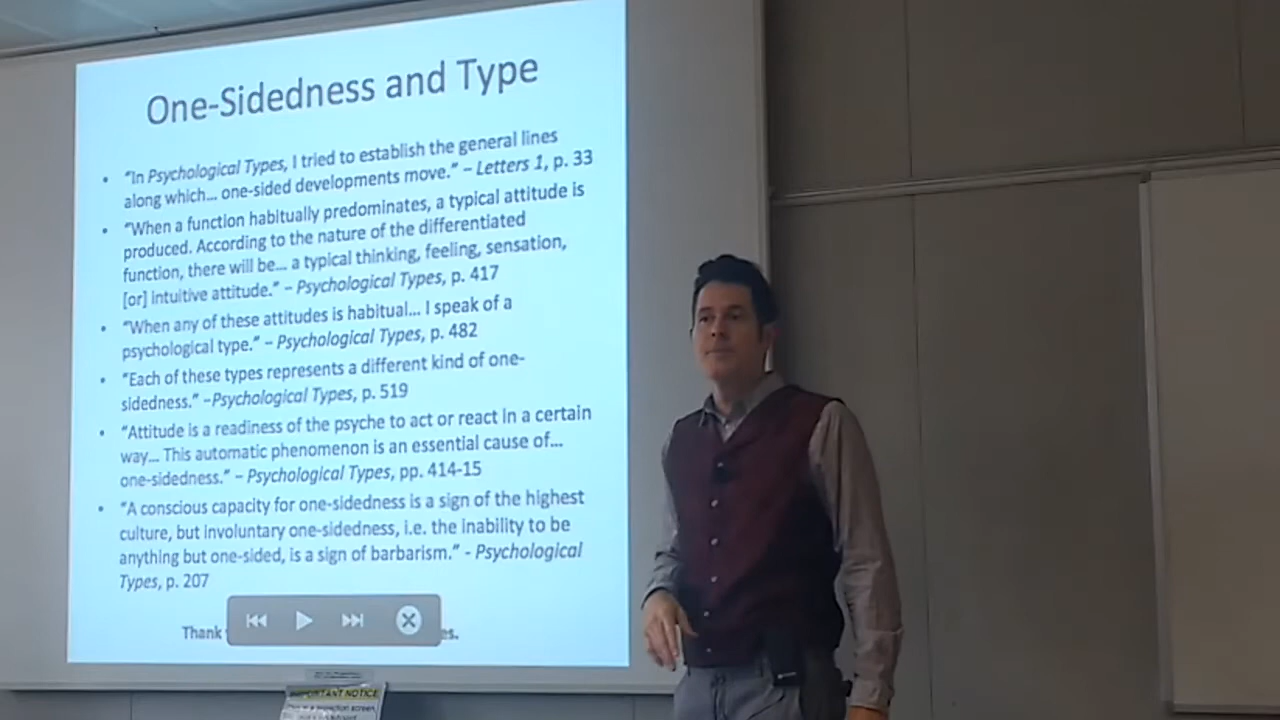 One-Sidedness and Type
• "In Psychological Types, I tried to establish the general lines
along which... one-sided developments move." – Letters 1, p. 33
• "When a function habitually predominates, a typical attitude is
produced. According to the nature of the differentiated
function, there will be... a typical thinking, feeling, sensation,
[or] intuitive attitude." – Psychological Types, p. 417
• "When any of these attitudes is habitual... I speak of a
psychological type." – Psychological Types, p. 482
• "Each of these types represents a different kind of one-
sidedness." –Psychological Types, p. 519
• "Attitude is a readiness of the psyche to act or react in a certain
way... This automatic phenomenon is an essential cause of...
one-sidedness." – Psychological Types, pp. 414-15
• "A conscious capacity for one-sidedness is a sign of the highest
culture, but involuntary one-sidedness, i.e. the inability to be
anything but one-sided, is a sign of barbarism." - Psychological
Types, p. 207
Thank
IMPORTANT NOTICE